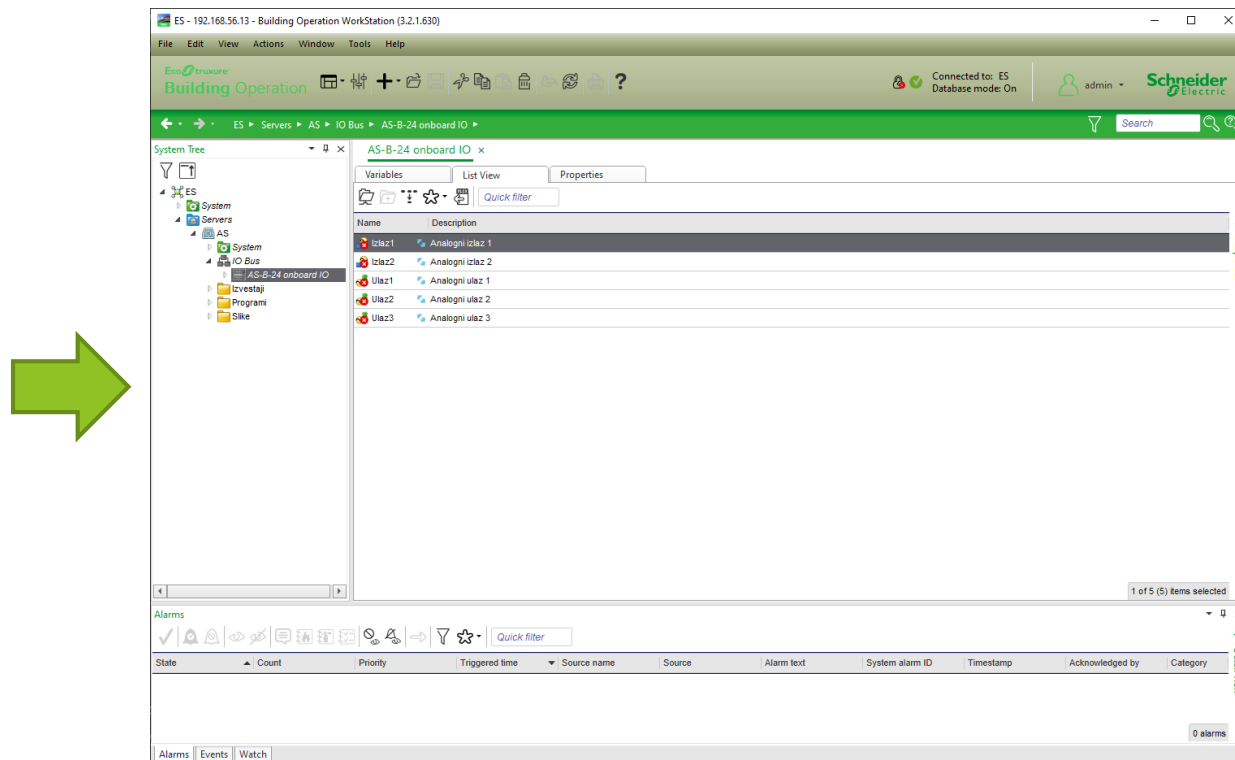 ES - 192.168.56.13 - Building Operation WorkStation (3.2.1.630)
File Edit View Actions Window Tools Help
EcoStruxure
Building Operation
Connected to: ES
Database mode: On
admin
Schneider
Electric
ES Servers AS IO Bus AS-B-24 onboard IO
Search
System Tree
ES
System
Servers
AS
System
IO Bus
AS-B-24 onboard IO
Izvestaji
Programi
Slike
AS-B-24 onboard IO
Variables List View Properties
Quick filter
Name Description
Izlaz1 Analogni izlaz 1
Izlaz2 Analogni izlaz 2
Ulaz1 Analogni ulaz 1
Ulaz2 Analogni ulaz 2
Ulaz3 Analogni ulaz 3
1 of 5 (5) items selected
Alarms
Quick filter
State Count Priority Triggered time Source name Source Alarm text System alarm ID Timestamp Acknowledged by Category
0 alarms
Alarms Events Watch